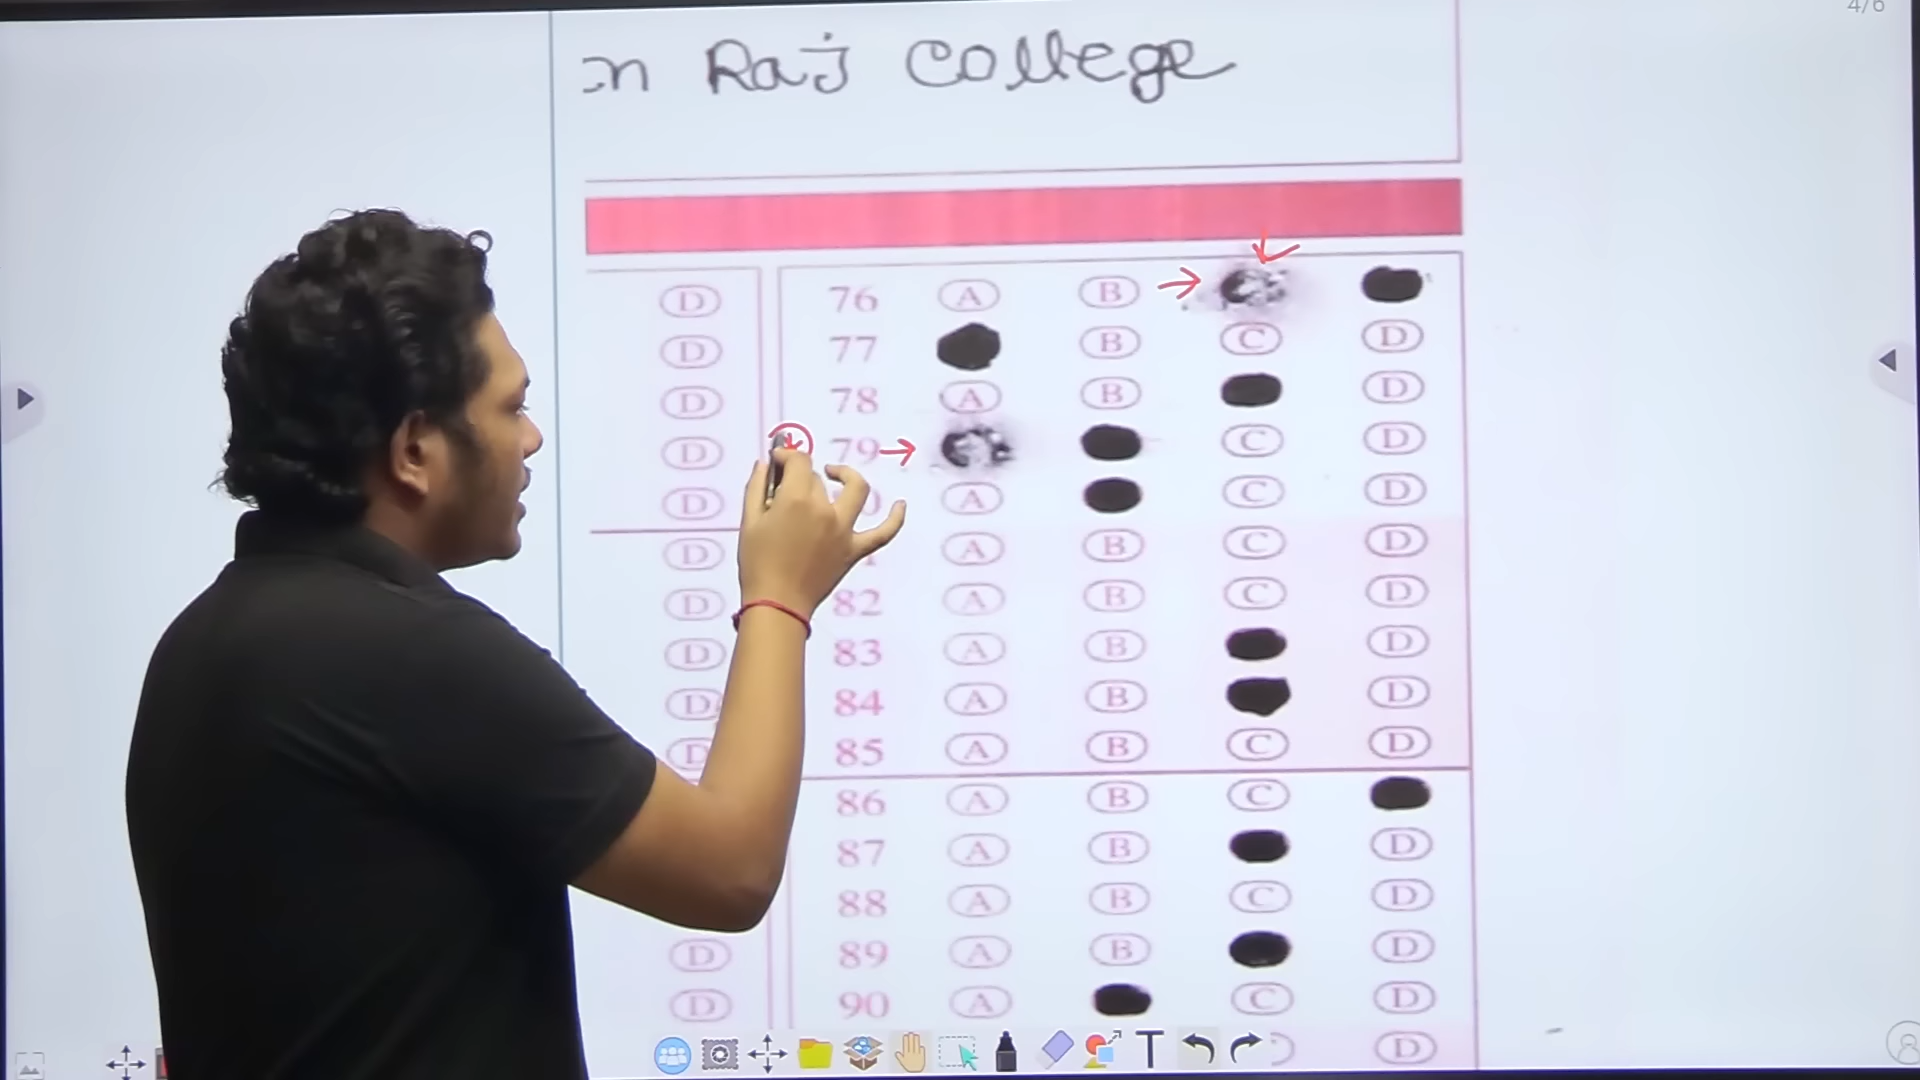 4/6
n Raj College
D 76 A B
D 77 B C D
D 78 A B D
D 79 C D
D A C D
D A B C D
D 82 A B C D
D 83 A B D
D 84 A B D
D 85 A B C D
86 A B C
87 A B D
88 A B C D
D 89 A B D
D 90 A C D
T D